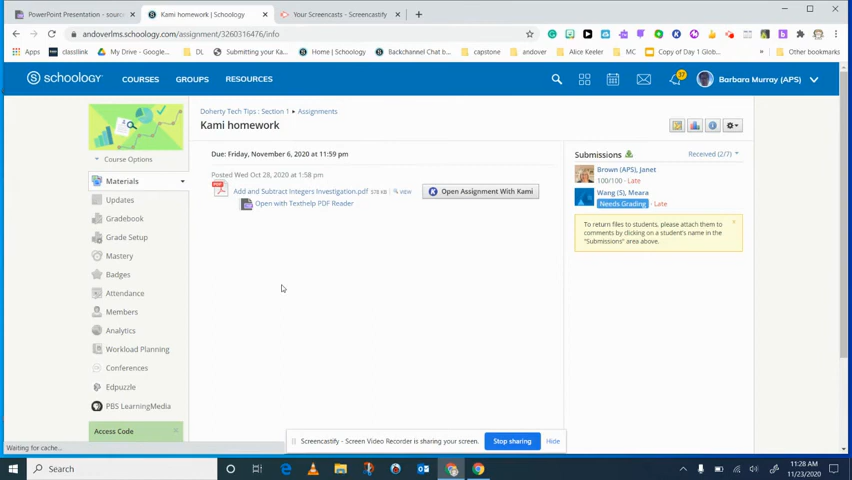 PowerPoint Presentation - sourc
Kami homework | Schoology
Your Screencasts - Screencastify
andoverlms.schoology.com/assignment/3260316476/info
Apps
classlink
My Drive - Google...
DL
Submitting your Ka...
Home | Schoology
Backchannel Chat b...
capstone
andover
Alice Keeler
MC
Copy of D_1 Glob...
Other bookmarks
schoology
COURSES
GROUPS
RESOURCES
37
Barbara Murray (APS)
Doherty Tech Tips : Section 1 ▸ Assignments
Kami homework
Course Options
Materials
Updates
Gradebook
Grade Setup
Mastery
Badges
Attendance
Members
Analytics
Workload Planning
Conferences
Edpuzzle
PBS LearningMedia
Access Code
Due: Friday, November 6, 2020 at 11:59 pm
Posted Wed Oct 28, 2020 at 1:58 pm
PDF
Add and Subtract Integers Investigation.pdf 578 KB VIEW
Open with Texthelp PDF Reader
Open Assignment With Kami
Submissions
Received (2/7)
Brown (APS), Janet
100/100 - Late
Wang (S), Meara
Needs Grading - Late
To return files to students, please attach them to
comments by clicking on a student's name in the
"Submissions" area above.
Screencastify - Screen Video Recorder is sharing your screen.
Stop sharing
Hide
Waiting for cache...
Search
11:28 AM
11/23/2020